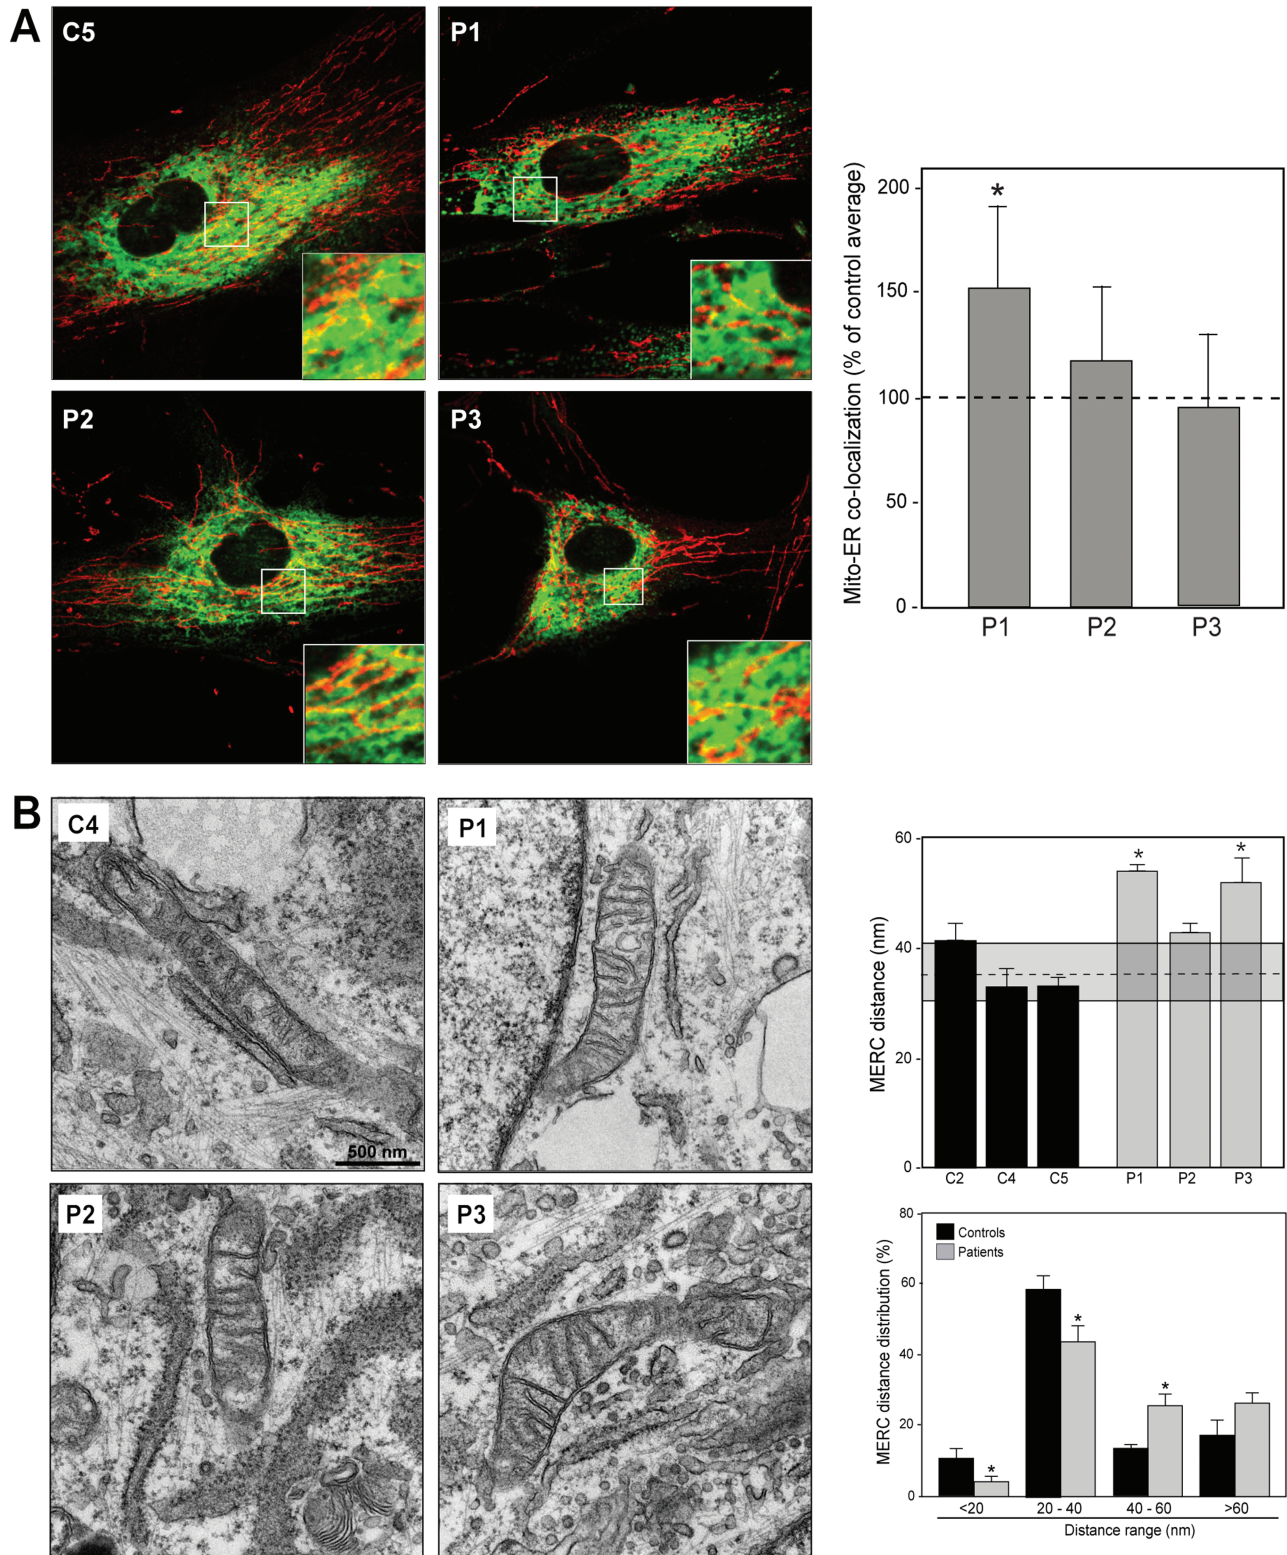 A
C5
P1
P2
P3
Mito-ER co-localization (% of control average)
200
*
150
100
50
0
P1
P2
P3
B
C4
500 nm
P1
P2
P3
MERC distance (nm)
60
40
20
0
*
*
C2 C4 C5 P1 P2 P3
MERC distance distribution (%)
80
60
40
20
0
Controls
Patients
*
*
*
<20 20 - 40 40 - 60 >60
Distance range (nm)